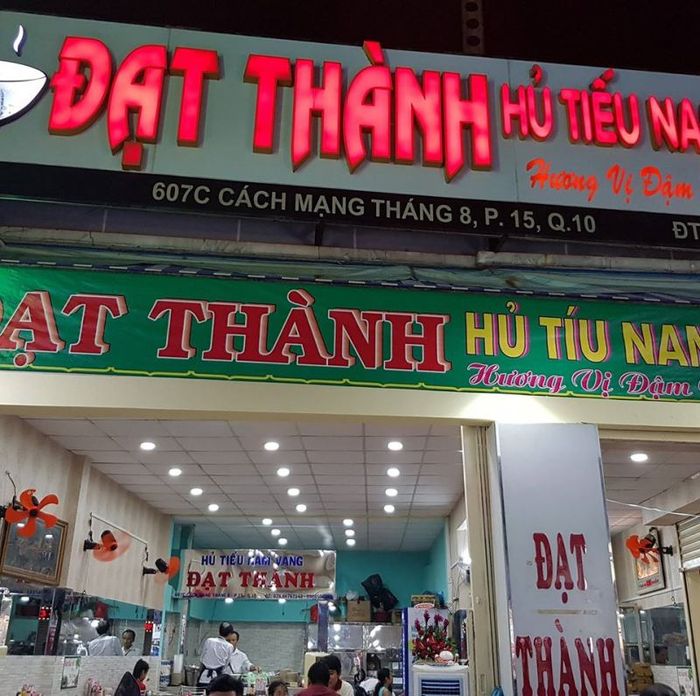 ĐẠT THÀNH HỦ TIẾU NA
Hương Vị Đậm
607C CÁCH MẠNG THÁNG 8, P. 15, Q.10 ĐT
ĐẠT THÀNH HỦ TÍU NAN
Hương Vị Đậm
HỦ TIẾU NAM VANG
ĐẠT THÀNH
ĐẠT
THÀNH